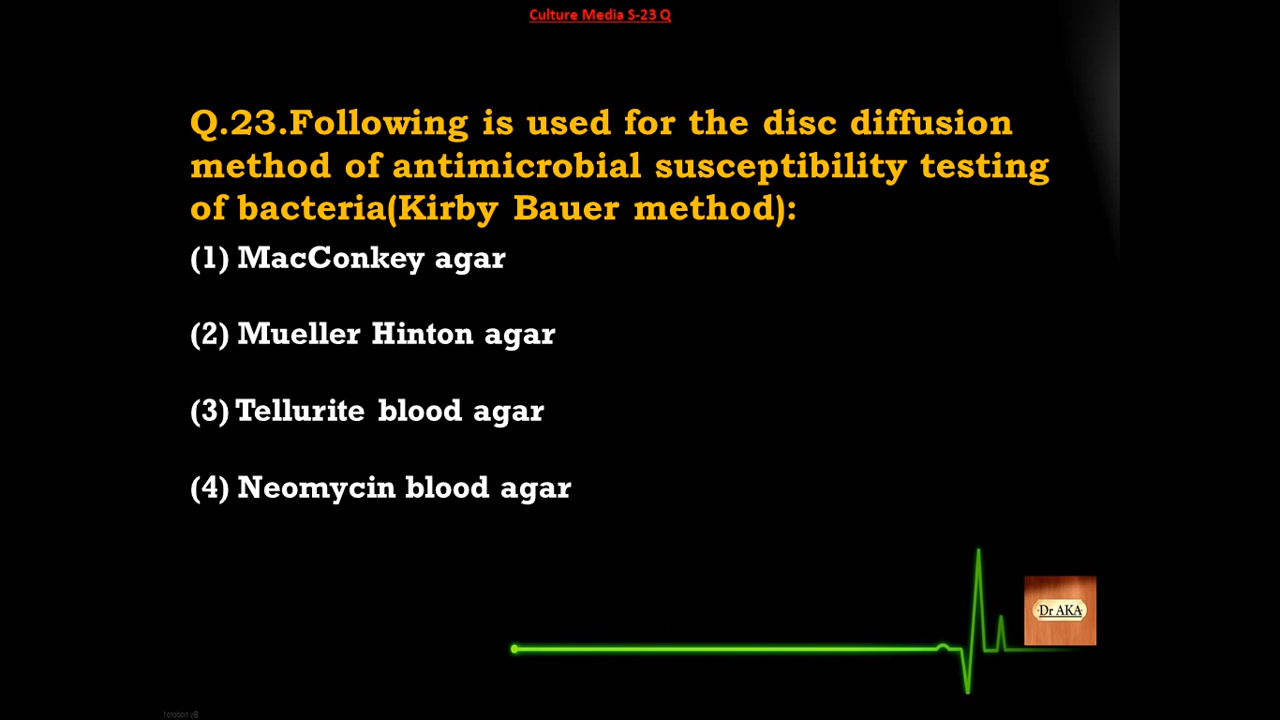 Culture Media S-23 Q
Q.23.Following is used for the disc diffusion
method of antimicrobial susceptibility testing
of bacteria(Kirby Bauer method):
(1) MacConkey agar
(2) Mueller Hinton agar
(3) Tellurite blood agar
(4) Neomycin blood agar
Dr AKA